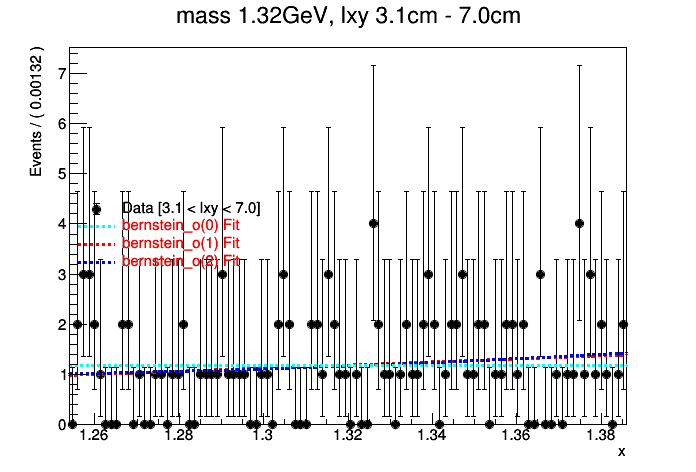 mass 1.32GeV, lxy 3.1cm - 7.0cm
Events / ( 0.00132 )
7
6
5
4
3
2
1
0
Data [3.1 < lxy < 7.0]
bernstein_o(0) Fit
bernstein_o(1) Fit
bernstein_o(2) Fit
1.26 1.28 1.3 1.32 1.34 1.36 1.38
x